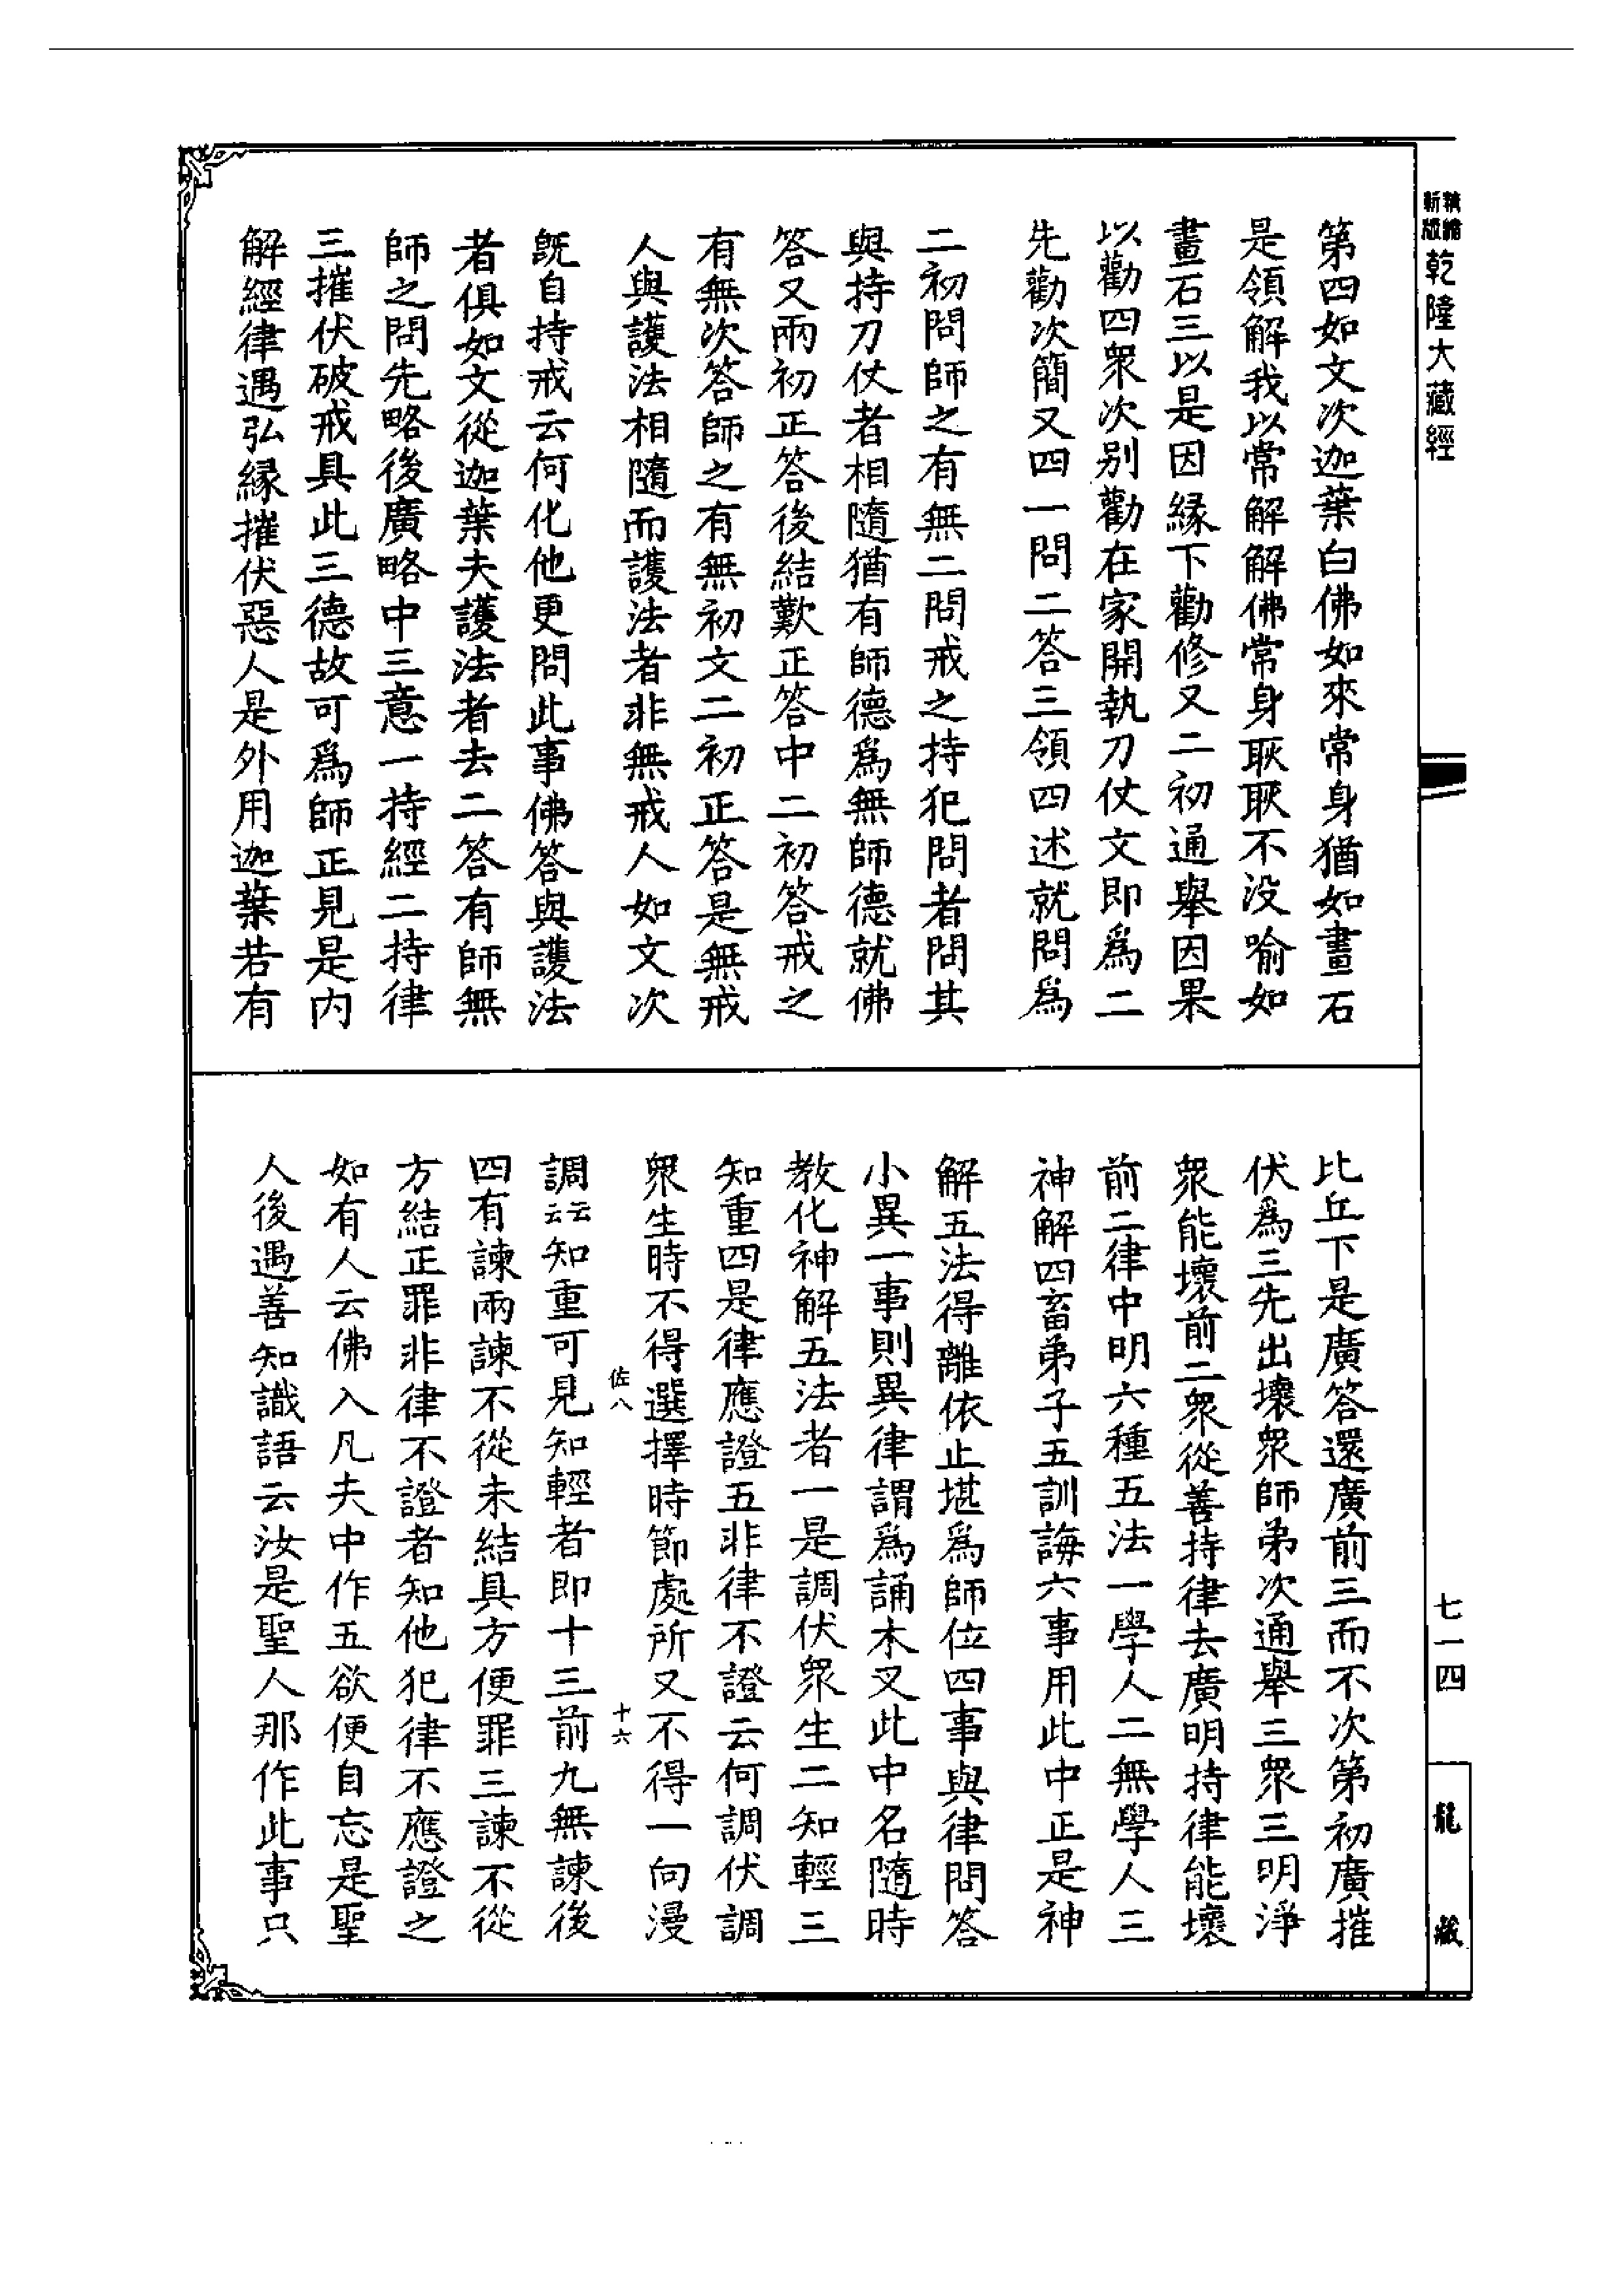 新編縮版乾隆大藏經
第四如文次迦葉白佛如來常身猶如畫石
是領解我以常解解佛常身耿耿不没喻如
畫石三以是因緣下勸修又二初通舉因果
以勸四衆次别勸在家開執刀仗文即爲二
先勸次簡又四一問二答三領四述就問爲
二初問師之有無二問戒之持犯問者問其
與持刀仗者相隨猶有師德爲無師德就佛
答又兩初正答後結歎正答中二初答戒之
有無次答師之有無初文二初正答是無戒
人與護法相隨而護法者非無戒人如文次
既自持戒云何化他更問此事佛答與護法
者俱如文從迦葉夫護法者去二答有師無
師之問先略後廣略中三意一持經二持律
三摧伏破戒具此三德故可爲師正見是内
解經律遇弘緣摧伏惡人是外用迦葉若有
比丘下是廣答還廣前三而不次第初廣摧
伏爲三先出壞衆師弟次通舉三衆三明淨
衆能壞前二衆從善持律去廣明持律能壞
前二律中明六種五法一學人二無學人三
神解四畜弟子五訓誨六事用此中正是神
解五法得離依止堪爲師位四事與律問答
小異一事則異律謂爲誦木叉此中名隨時
教化神解五法者一是調伏衆生二知輕三
知重四是律應證五非律不證云何調伏調
衆生時不得選擇時節處所又不得一向漫
佐八
十六
調云云知重可見知輕者即十三前九無諫後
四有諫兩諫不從未結具方便罪三諫不從
方結正罪非律不證者知他犯律不應證之
如有人云佛入凡夫中作五欲便自忘是聖
人後遇善知識語云汝是聖人那作此事只
七一四
龍藏